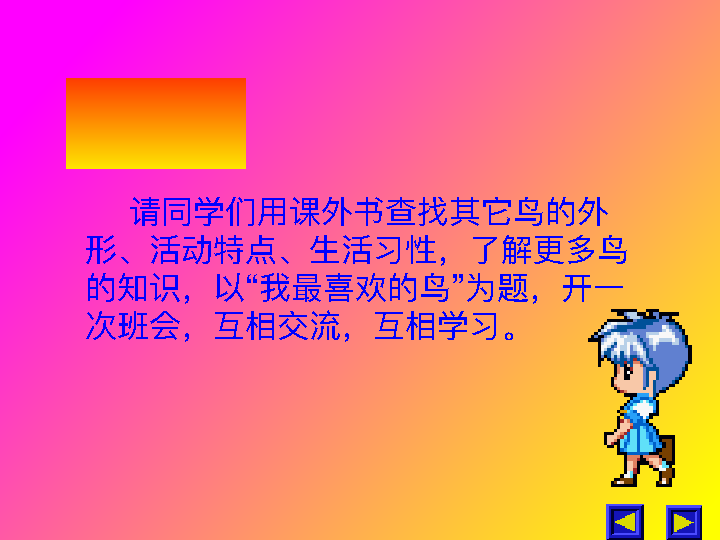 请同学们用课外书查找其它鸟的外
形、活动特点、生活习性，了解更多鸟
的知识，以“我最喜欢的鸟”为题，开一
次班会，互相交流，互相学习。